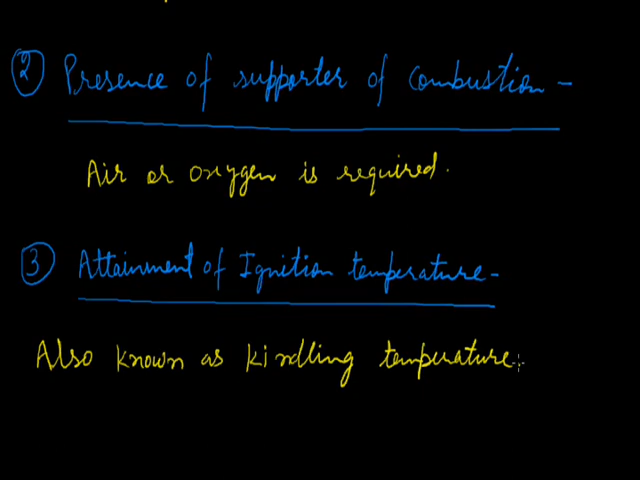 ② Presence of supporter of Combustion -
Air or oxygen is required.
③ Attainment of Ignition temperature -
Also known as kindling temperature.